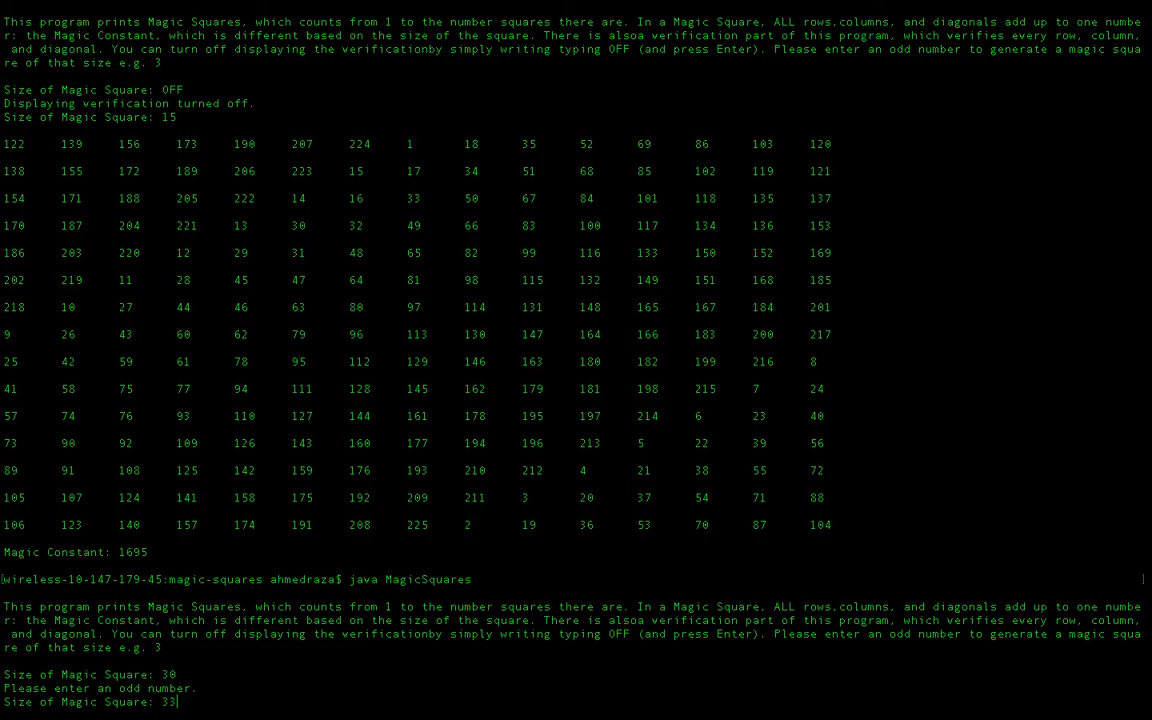 This program prints Magic Squares, which counts from 1 to the number squares there are. In a Magic Square, ALL rows,columns, and diagonals add up to one numbe
r: the Magic Constant, which is different based on the size of the square. There is alsoa verification part of this program, which verifies every row, column,
and diagonal. You can turn off displaying the verificationby simply writing typing OFF (and press Enter). Please enter an odd number to generate a magic squa
re of that size e.g. 3
Size of Magic Square: OFF
Displaying verification turned off.
Size of Magic Square: 15
122 139 156 173 190 207 224 1 18 35 52 69 86 103 120
138 155 172 189 206 223 15 17 34 51 68 85 102 119 121
154 171 188 205 222 14 16 33 50 67 84 101 118 135 137
170 187 204 221 13 30 32 49 66 83 100 117 134 136 153
186 203 220 12 29 31 48 65 82 99 116 133 150 152 169
202 219 11 28 45 47 64 81 98 115 132 149 151 168 185
218 10 27 44 46 63 80 97 114 131 148 165 167 184 201
9 26 43 60 62 79 96 113 130 147 164 166 183 200 217
25 42 59 61 78 95 112 129 146 163 180 182 199 216 8
41 58 75 77 94 111 128 145 162 179 181 198 215 7 24
57 74 76 93 110 127 144 161 178 195 197 214 6 23 40
73 90 92 109 126 143 160 177 194 196 213 5 22 39 56
89 91 108 125 142 159 176 193 210 212 4 21 38 55 72
105 107 124 141 158 175 192 209 211 3 20 37 54 71 88
106 123 140 157 174 191 208 225 2 19 36 53 70 87 104
Magic Constant: 1695
[wireless-10-147-179-45:magic-squares ahmedraza$ java MagicSquares ]
This program prints Magic Squares, which counts from 1 to the number squares there are. In a Magic Square, ALL rows,columns, and diagonals add up to one numbe
r: the Magic Constant, which is different based on the size of the square. There is alsoa verification part of this program, which verifies every row, column,
and diagonal. You can turn off displaying the verificationby simply writing typing OFF (and press Enter). Please enter an odd number to generate a magic squa
re of that size e.g. 3
Size of Magic Square: 30
Please enter an odd number.
Size of Magic Square: 33